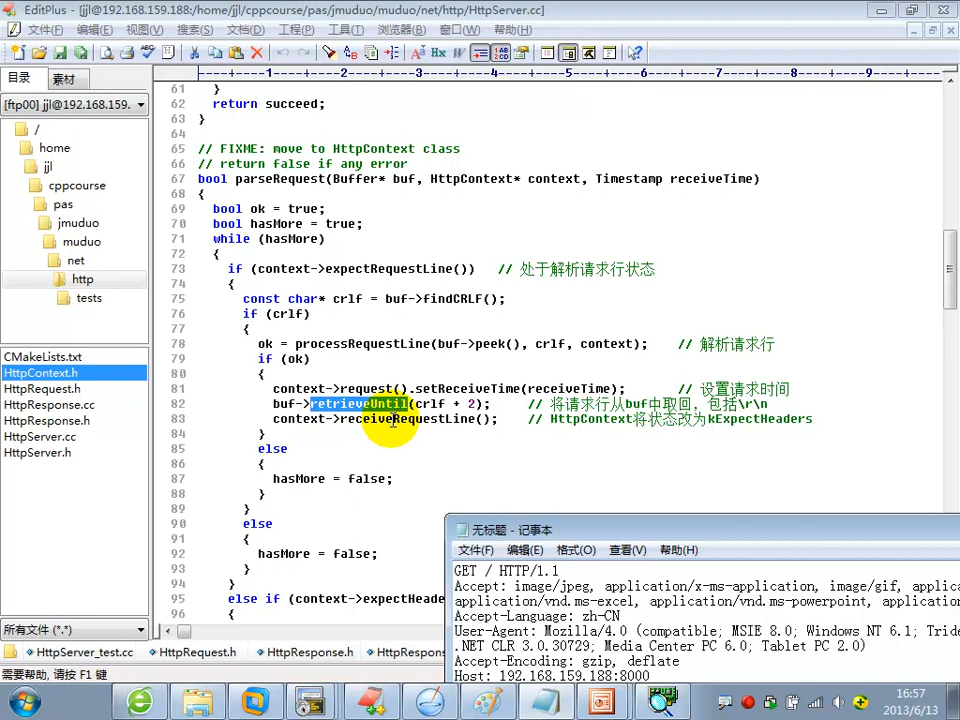 EditPlus - [jjl@192.168.159.188:/home/jjl/cppcourse/pas/jmuduo/muduo/net/http/HttpServer.cc]
文件(F) 编辑(E) 视图(V) 搜索(S) 文档(D) 工程(P) 工具(T) 浏览器(B) 窗口(W) 帮助(H)
目录 素材
----+----1----+----2----+----3----+----4----+----5----+----6----+----7----+----8----+----9----+----
[ftp00] jjl@192.168.159.
/
home
jjl
cppcourse
pas
jmuduo
muduo
net
http
tests
CMakeLists.txt
HttpContext.h
HttpRequest.h
HttpResponse.cc
HttpResponse.h
HttpServer.cc
HttpServer.h
所有文件 (*.*)
61 }
62 return succeed;
63 }
64
65 // FIXME: move to HttpContext class
66 // return false if any error
67 bool parseRequest(Buffer* buf, HttpContext* context, Timestamp receiveTime)
68 {
69 bool ok = true;
70 bool hasMore = true;
71 while (hasMore)
72 {
73 if (context->expectRequestLine()) // 处于解析请求行状态
74 {
75 const char* crlf = buf->findCRLF();
76 if (crlf)
77 {
78 ok = processRequestLine(buf->peek(), crlf, context); // 解析请求行
79 if (ok)
80 {
81 context->request().setReceiveTime(receiveTime); // 设置请求时间
82 buf->retrieveUntil(crlf + 2); // 将请求行从buf中取回，包括\r\n
83 context->receiveRequestLine(); // HttpContext将状态改为kExpectHeaders
84 }
85 else
86 {
87 hasMore = false;
88 }
89 }
90 else
91 {
92 hasMore = false;
93 }
94 }
95 else if (context->expectHeade
96 {
无标题 - 记事本
文件(F) 编辑(E) 格式(O) 查看(V) 帮助(H)
GET / HTTP/1.1
Accept: image/jpeg, application/x-ms-application, image/gif, applic
application/vnd.ms-excel, application/vnd.ms-powerpoint, application
Accept-Language: zh-CN
User-Agent: Mozilla/4.0 (compatible; MSIE 8.0; Windows NT 6.1; Tride
.NET CLR 3.0.30729; Media Center PC 6.0; Tablet PC 2.0)
Accept-Encoding: gzip, deflate
Host: 192.168.159.188:8000
HttpServer_test.cc HttpRequest.h HttpResponse.h HttpRespons
需要帮助, 请按 F1 键
16:57
2013/6/13